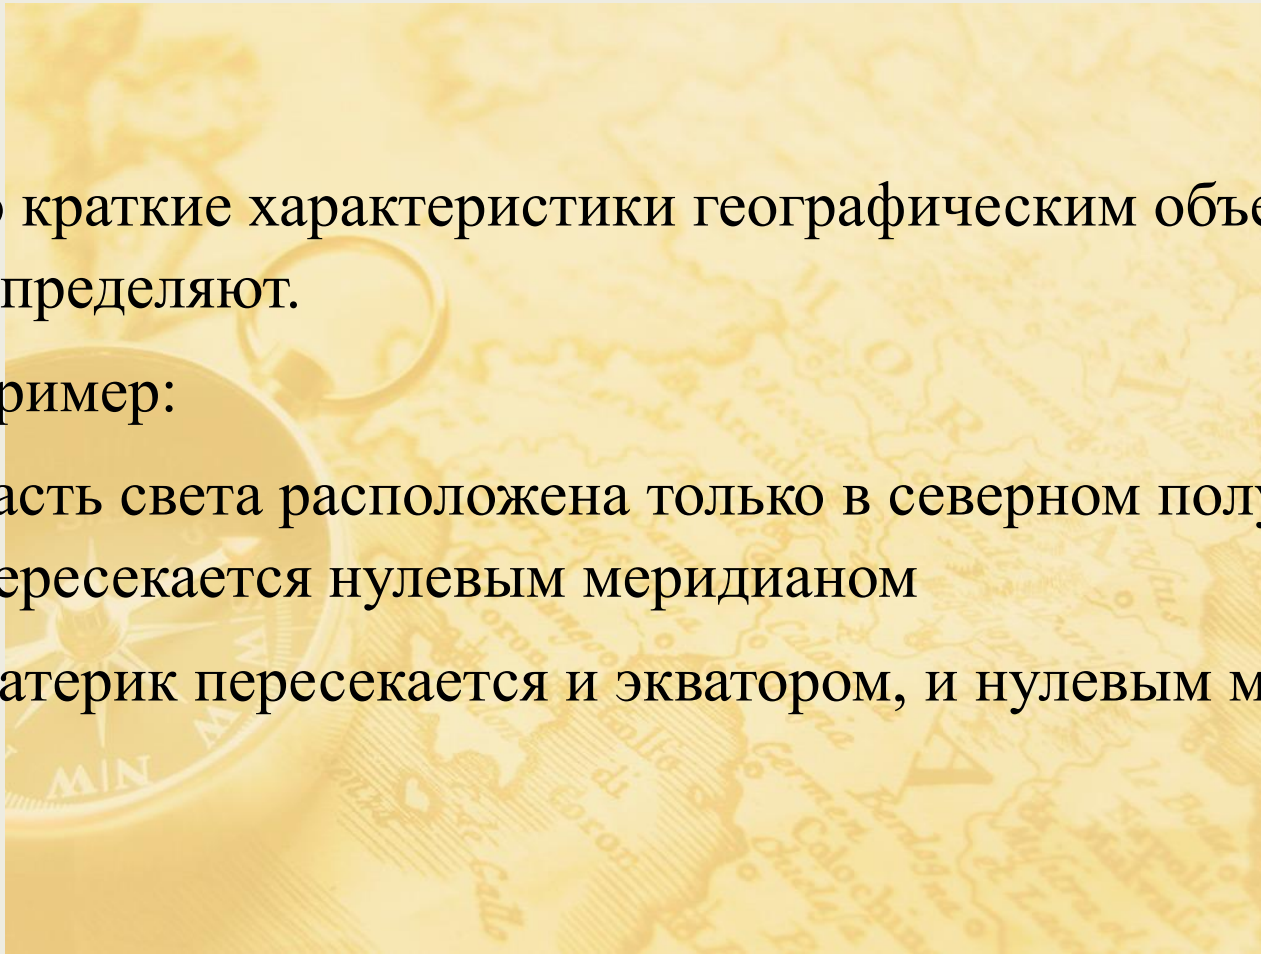 краткие характеристики географическим объе
пределяют.
ример:
асть света расположена только в северном полу
ересекается нулевым меридианом
атерик пересекается и экватором, и нулевым м